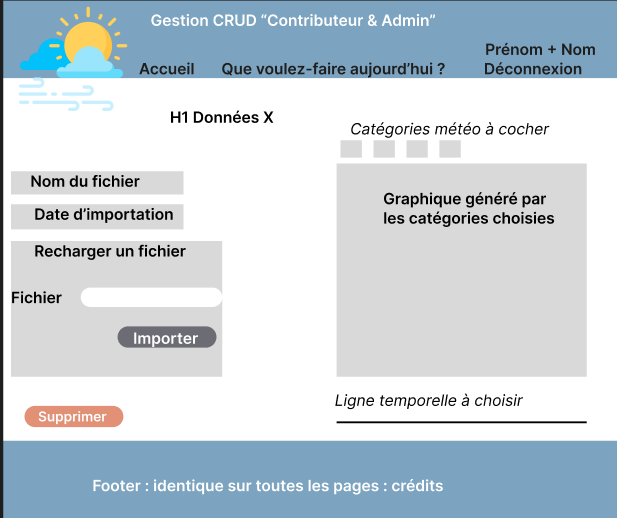 Gestion CRUD “Contributeur & Admin”
Prénom + Nom
Accueil Que voulez-faire aujourd’hui ? Déconnexion
H1 Données X
Catégories météo à cocher
Nom du fichier
Date d’importation
Recharger un fichier
Fichier
Importer
Supprimer
Graphique généré par
les catégories choisies
Ligne temporelle à choisir
Footer : identique sur toutes les pages : crédits